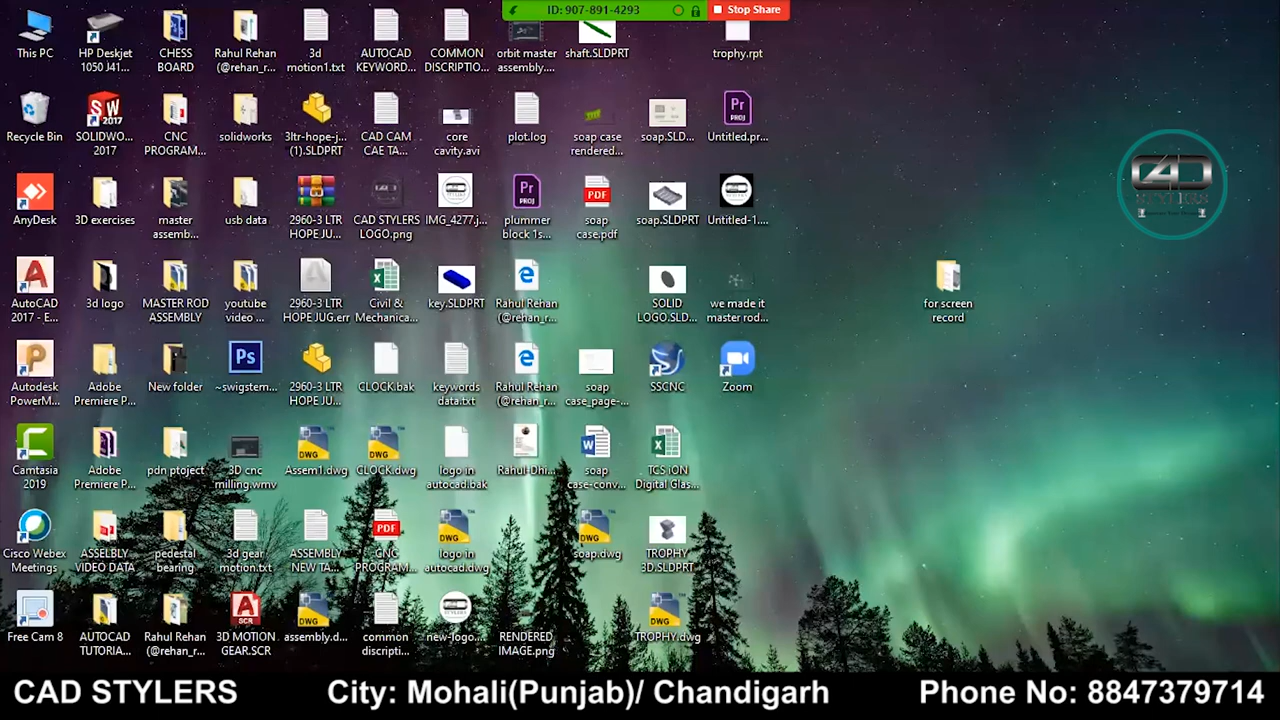 ID: 907-891-4293
Stop Share
This PC
HP Deskjet
1050 J41...
CHESS
BOARD
Rahul Rehan
(@rehan_r...
3d
motion1.txt
AUTOCAD
KEYWORD...
COMMON
DISCRIPTIO...
orbit master
assembly....
shaft.SLDPRT
trophy.rpt
Recycle Bin
SOLIDWO...
2017
CNC
PROGRAM...
solidworks
3ltr-hope-j...
(1).SLDPRT
CAD CAM
CAE TA...
core
cavity.avi
plot.log
soap case
rendered...
soap.SLD...
Untitled.pr...
AnyDesk
3D exercises
master
assemb...
usb data
2960-3 LTR
HOPE JU...
CAD STYLERS
LOGO.png
IMG_4277.j...
plummer
block 1s...
soap
case.pdf
soap.SLDPRT
Untitled-1....
AutoCAD
2017 - E...
3d logo
MASTER ROD
ASSEMBLY
youtube
video ...
2960-3 LTR
HOPE JUG.err
Civil &
Mechanica...
key.SLDPRT
Rahul Rehan
(@rehan_r...
SOLID
LOGO.SLD...
we made it
master rod...
for screen
record
Autodesk
PowerM...
Adobe
Premiere P...
New folder
~swigstem...
2960-3 LTR
HOPE JU...
CLOCK.bak
keywords
data.txt
Rahul Rehan
(@rehan_r...
soap
case_page-...
SSCNC
Zoom
Camtasia
2019
Adobe
Premiere P...
pdn ptoject
3D cnc
milling.wmv
Assem1.dwg
CLOCK.dwg
logo in
autocad.bak
Rahul-Dhi...
soap
case-conv...
TCS iON
Digital Glas...
Cisco Webex
Meetings
ASSELBLY
VIDEO DATA
pedestal
bearing
3d gear
motion.txt
ASSEMBLY
NEW TA...
CNC
PROGRAM...
logo in
autocad.dwg
soap.dwg
TROPHY
3D.SLDPRT
Free Cam 8
AUTOCAD
TUTORIA...
Rahul Rehan
(@rehan_r...
3D MOTION
GEAR.SCR
assembly.d...
common
discripti...
new-logo...
RENDERED
IMAGE.png
TROPHY.dwg
CAD STYLERS
City: Mohali(Punjab)/ Chandigarh
Phone No: 8847379714